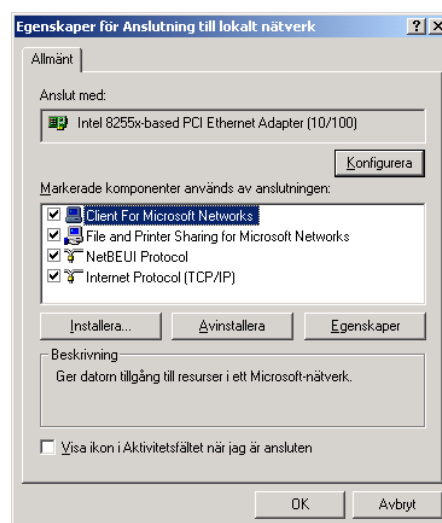 Egenskaper för Anslutning till lokalt nätverk
Allmänt
Anslut med:
Intel 8255x-based PCI Ethernet Adapter (10/100)
Konfigurera
Markerade komponenter används av anslutningen:
Client For Microsoft Networks
File and Printer Sharing for Microsoft Networks
NetBEUI Protocol
Internet Protocol (TCP/IP)
Installera... Avinstallera Egenskaper
Beskrivning
Ger datorn tillgång till resurser i ett Microsoft-nätverk.
Visa ikon i Aktivitetsfältet när jag är ansluten
OK Avbryt